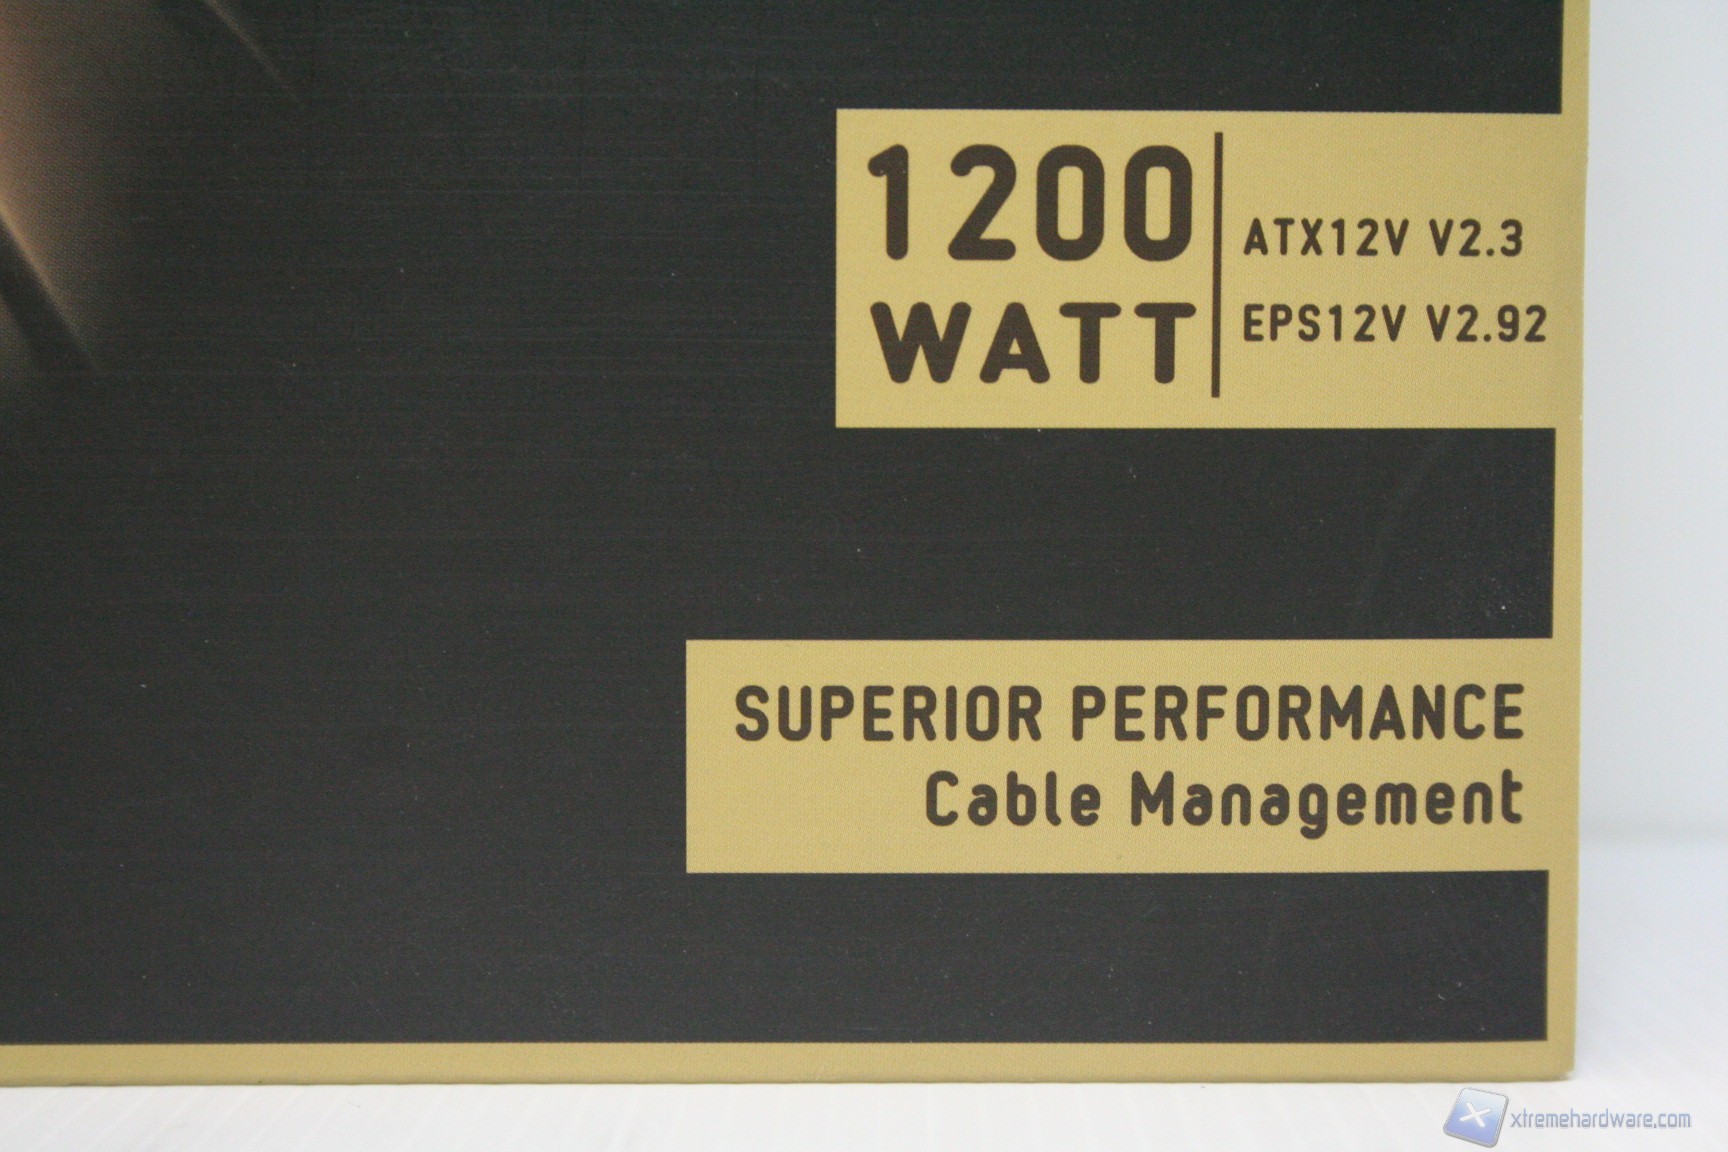 1200
WATT
ATX12V V2.3
EPS12V V2.92
SUPERIOR PERFORMANCE
Cable Management
xtremehardware.com